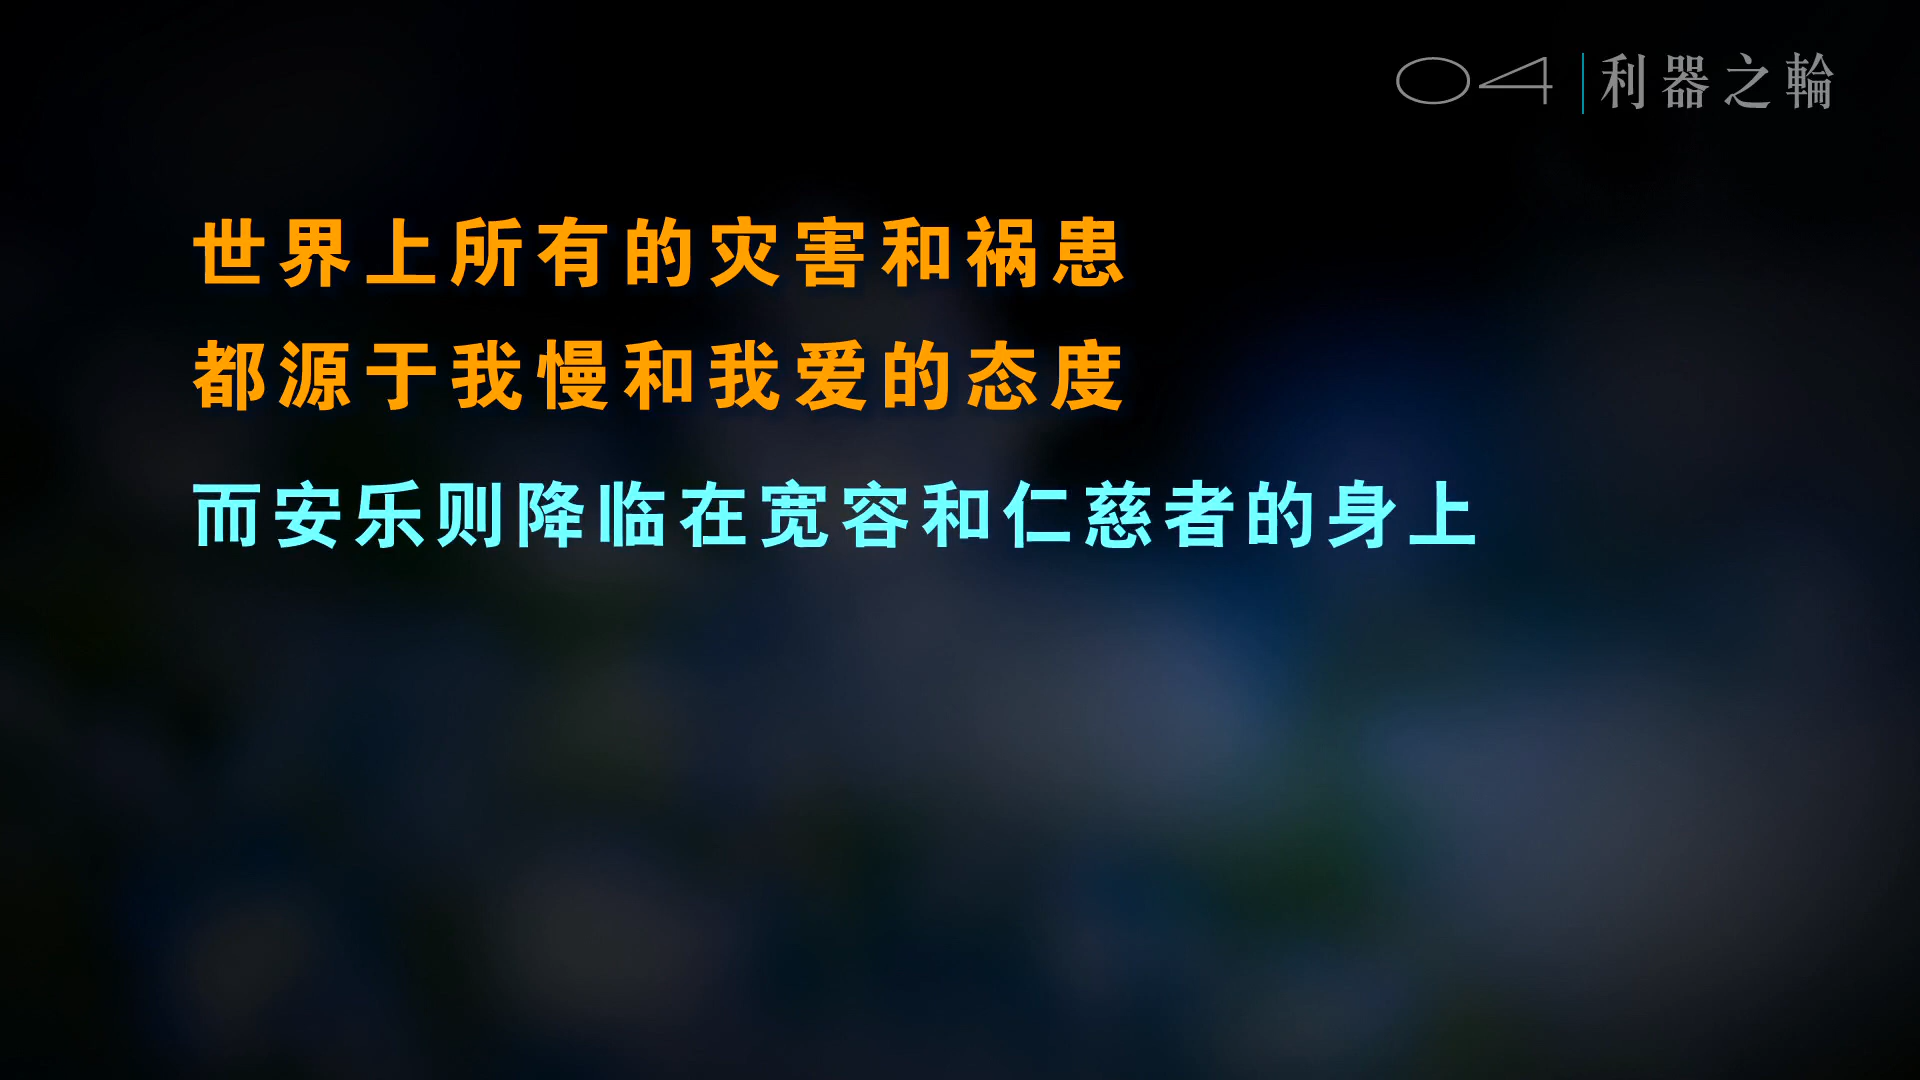 04 | 利器之輪
世界上所有的灾害和祸患
都源于我慢和我爱的态度
而安乐则降临在宽容和仁慈者的身上